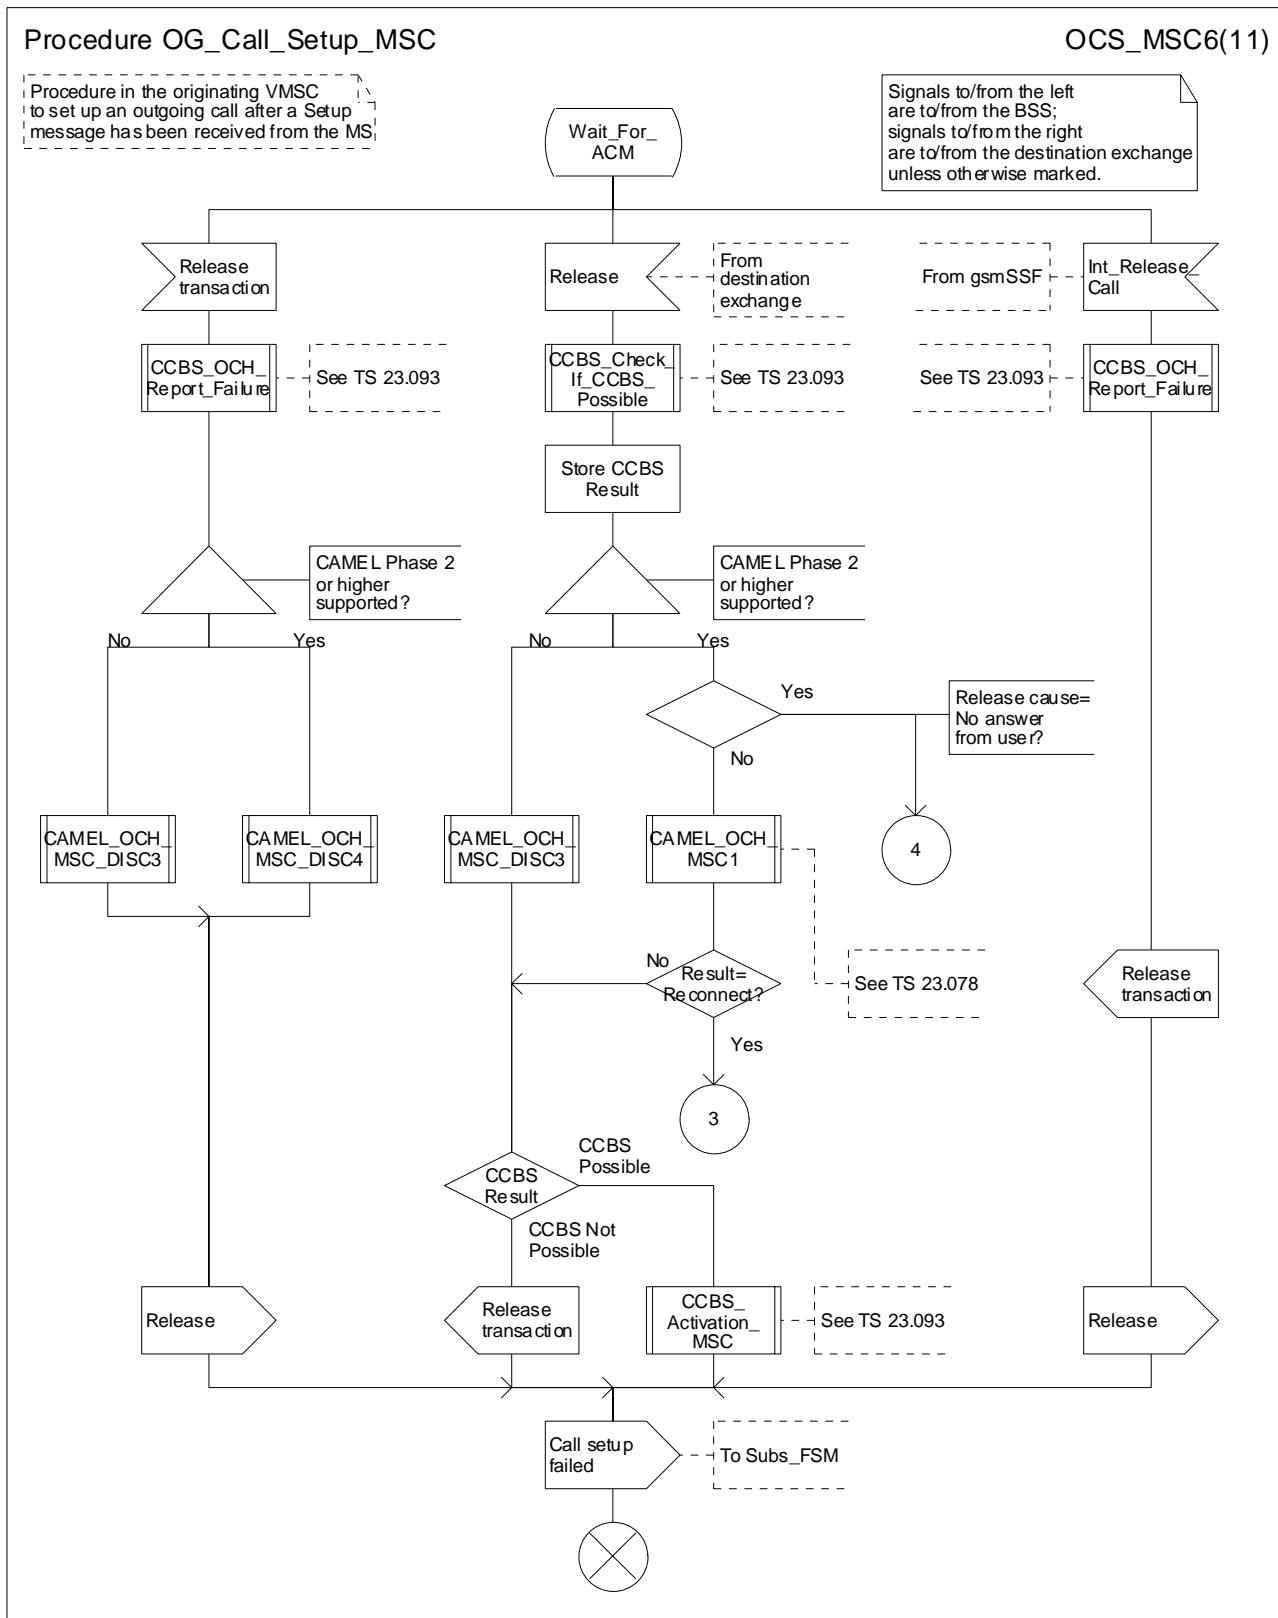 Procedure OG_Call_Setup_MSC
OCS_MSC6(11)
Procedure in the originating VMSC
to set up an outgoing call after a Setup
message has been received from the MS
Signals to/from the left
are to/from the BSS;
signals to/from the right
are to/from the destination exchange
unless otherwise marked.
Wait_For_
ACM
Release
transaction
Release
From
destination
exchange
From gsmSSF
Int_Release_
Call
CCBS_OCH_
Report_Failure
See TS 23.093
CCBS_Check_
If_CCBS_
Possible
See TS 23.093
See TS 23.093
CCBS_OCH_
Report_Failure
Store CCBS
Result
CAMEL Phase 2
or higher
supported?
CAMEL Phase 2
or higher
supported?
No
Yes
No
Yes
Yes
Release cause=
No answer
from user?
No
CAMEL_OCH_
MSC_DISC3
CAMEL_OCH_
MSC_DISC4
CAMEL_OCH_
MSC_DISC3
CAMEL_OCH_
MSC1
4
No
Result=
Reconnect?
See TS 23.078
Release
transaction
Yes
3
CCBS
Possible
CCBS
Result
CCBS Not
Possible
Release
Release
transaction
CCBS_
Activation_
MSC
See TS 23.093
Release
Call setup
failed
To Subs_FSM